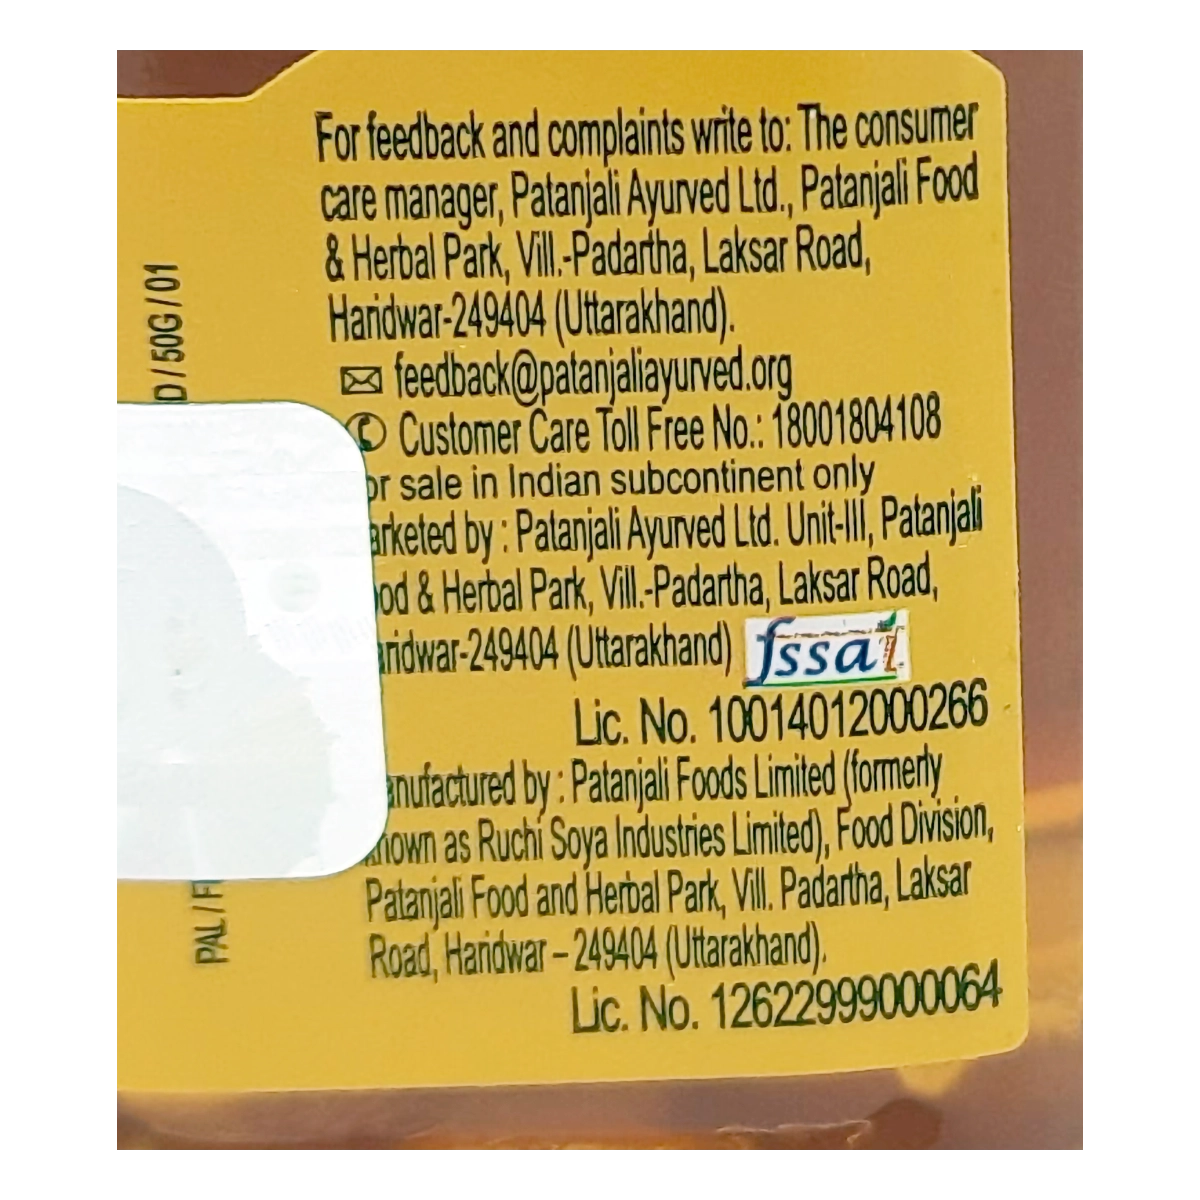 For feedback and complaints write to: The consumer
care manager, Patanjali Ayurved Ltd., Patanjali Food
& Herbal Park, Vill.-Padartha, Laksar Road,
Haridwar-249404 (Uttarakhand).
feedback@patanjaliayurved.org
Customer Care Toll Free No.: 18001804108
or sale in Indian subcontinent only
arketed by : Patanjali Ayurved Ltd. Unit-III, Patanjali
od & Herbal Park, Vill.-Padartha, Laksar Road,
aridwar-249404 (Uttarakhand) fssai
Lic. No. 10014012000266
anufactured by : Patanjali Foods Limited (formerly
nown as Ruchi Soya Industries Limited), Food Division,
Patanjali Food and Herbal Park, Vill. Padartha, Laksar
Road, Haridwar – 249404 (Uttarakhand).
Lic. No. 12622999000064
PAL / F
D / 50G / 01